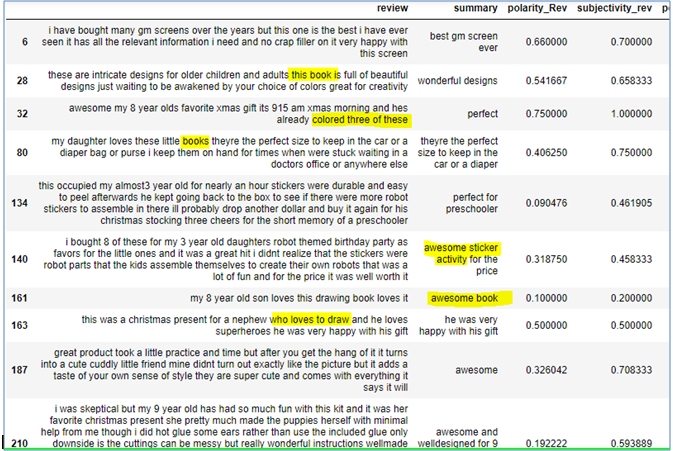 review summary polarity_Rev subjectivity_rev
i have bought many gm screens over the years but this one is the best i have ever
6 seen it has all the relevant information i need and no crap filler on it very happy with best gm screen ever 0.660000 0.700000
this screen
28 these are intricate designs for older children and adults this book is full of beautiful wonderful designs 0.541667 0.658333
designs just waiting to be awakened by your choice of colors great for creativity
32 awesome my 8 year olds favorite xmas gift its 915 am xmas morning and hes perfect 0.750000 1.000000
already colored three of these
80 my daughter loves these little books theyre the perfect size to keep in the car or a theyre the perfect 0.406250 0.750000
diaper bag or purse i keep them on hand for times when were stuck waiting in a size to keep in the
doctors office or anywhere else car or a diaper
this occupied my almost3 year old for nearly an hour stickers were durable and easy
134 to peel afterwards he kept going back to the box to see if there were more robot perfect for 0.090476 0.461905
stickers to assemble in there ill probably drop another dollar and buy it again for his preschooler
christmas stocking three cheers for the short memory of a preschooler
i bought 8 of these for my 3 year old daughters robot themed birthday party as
140 favors for the little ones and it was a great hit i didnt realize that the stickers were awesome sticker 0.318750 0.458333
robot parts that the kids assemble themselves to create their own robots that was a activity for the
lot of fun and for the price it was well worth it price
161 my 8 year old son loves this drawing book loves it awesome book 0.100000 0.200000
163 this was a christmas present for a nephew who loves to draw and he loves he was very 0.500000 0.500000
superheroes he was very happy with his gift happy with his gift
great product took a little practice and time but after you get the hang of it it turns
187 into a cute cuddly little friend mine didnt turn out exactly like the picture but it adds a awesome 0.326042 0.708333
taste of your own sense of style they are super cute and comes with everything it
says it will
i was skeptical but my 9 year old has had so much fun with this kit and it was her
favorite christmas present she pretty much made the puppies herself with minimal
help from me though i did hot glue some ears rather than use the included glue only awesome and
210 downside is the cuttings can be messy but really wonderful instructions wellmade welldesigned for 9 0.192222 0.593889